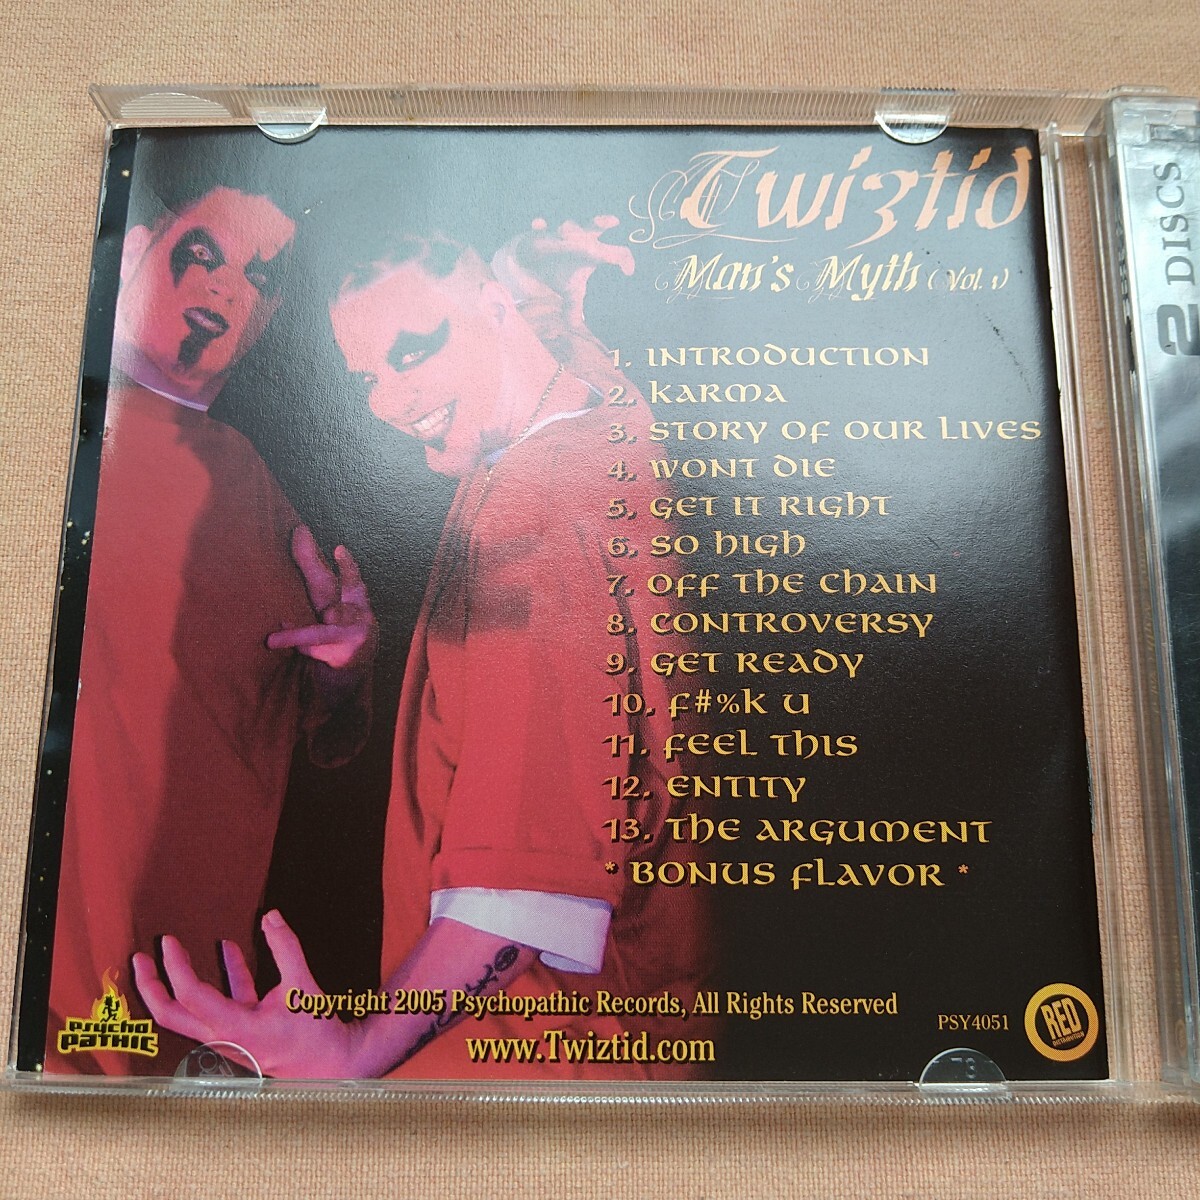 Twiztid
Man's Myth (Vol. 1)
1. INTRODUCTION
2. KARMA
3. STORY OF OUR LIVES
4. WONT DIE
5. GET IT RIGHT
6. SO HIGH
7. OFF THE CHAIN
8. CONTROVERSY
9. GET READY
10. F#%K U
11. FEEL THIS
12. ENTITY
13. THE ARGUMENT
* BONUS FLAVOR *
Copyright 2005 Psychopathic Records, All Rights Reserved
www.Twiztid.com
PSYCHO
PATHIC
PSY4051
RED
DISTRIBUTION
2 DISCS
73